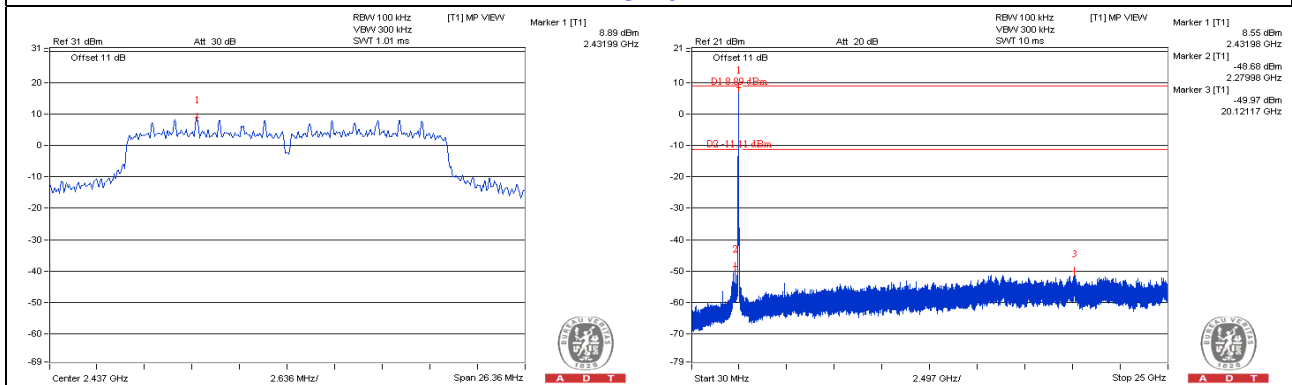 RBW 100 kHz [T1] MP VIEW
VBW 300 kHz
Ref 31 dBm Att 30 dB SWT 1.01 ms
Marker 1 [T1]
8.89 dBm
2.43199 GHz
31
Offset 11 dB
20
10
0
-10
-20
-30
-40
-50
-60
-69
1
Center 2.437 GHz 2.636 MHz/ Span 26.36 MHz
BUREAU VERITAS
1828
A D T
RBW 100 kHz [T1] MP VIEW
VBW 300 kHz
Ref 21 dBm Att 20 dB SWT 10 ms
Marker 1 [T1]
8.55 dBm
2.43198 GHz
Marker 2 [T1]
-48.68 dBm
2.27998 GHz
Marker 3 [T1]
-49.97 dBm
20.12117 GHz
21
Offset 11 dB
1
D1 8.89 dBm
10
0
-10
D2 -11.11 dBm
-20
-30
-40
2
3
-50
-60
-70
-79
Start 30 MHz 2.497 GHz/ Stop 25 GHz
BUREAU VERITAS
1828
A D T